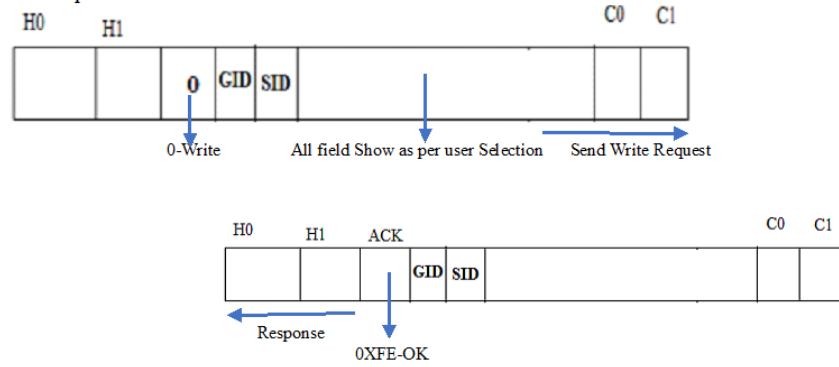 H0 H1 C0 C1
0 GID SID
0-Write All field Show as per user Selection Send Write Request
H0 H1 ACK C0 C1
GID SID
Response
0XFE-OK